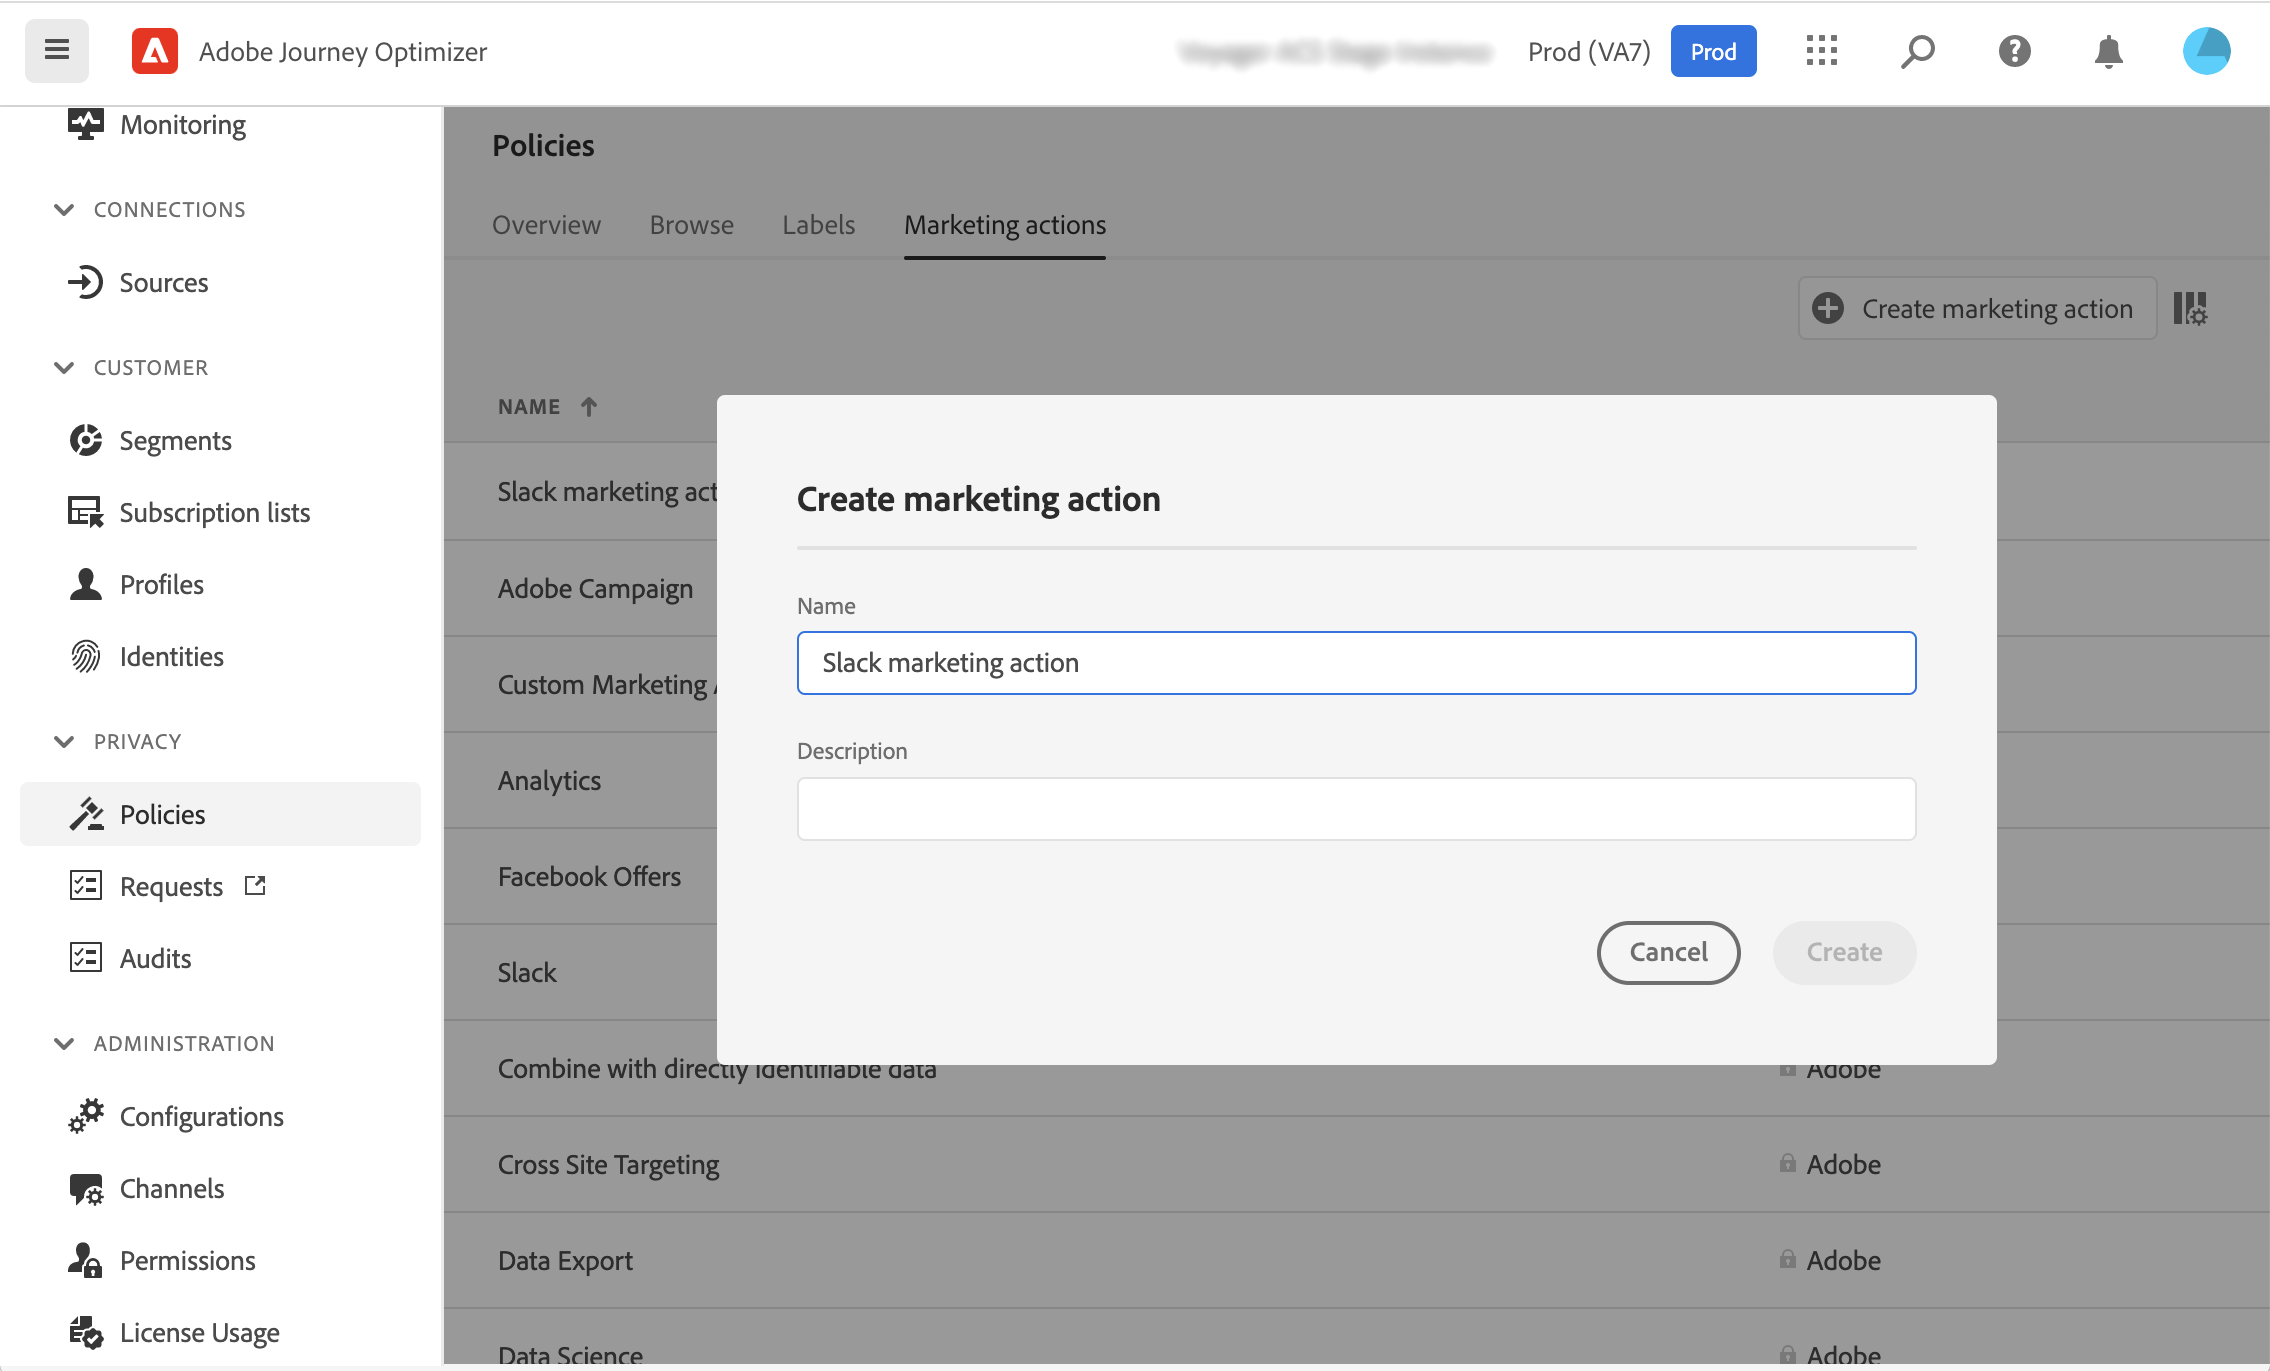 Adobe Journey Optimizer
Prod (VA7)
Prod
Monitoring
CONNECTIONS
Sources
CUSTOMER
Segments
Subscription lists
Profiles
Identities
PRIVACY
Policies
Requests
Audits
ADMINISTRATION
Configurations
Channels
Permissions
License Usage
Policies
Overview
Browse
Labels
Marketing actions
Create marketing action
NAME
Slack marketing act
Adobe Campaign
Custom Marketing
Analytics
Facebook Offers
Slack
Combine with directly identifiable data
Adobe
Cross Site Targeting
Adobe
Data Export
Adobe
Data Science
Adobe
Create marketing action
Name
Slack marketing action
Description
Cancel
Create